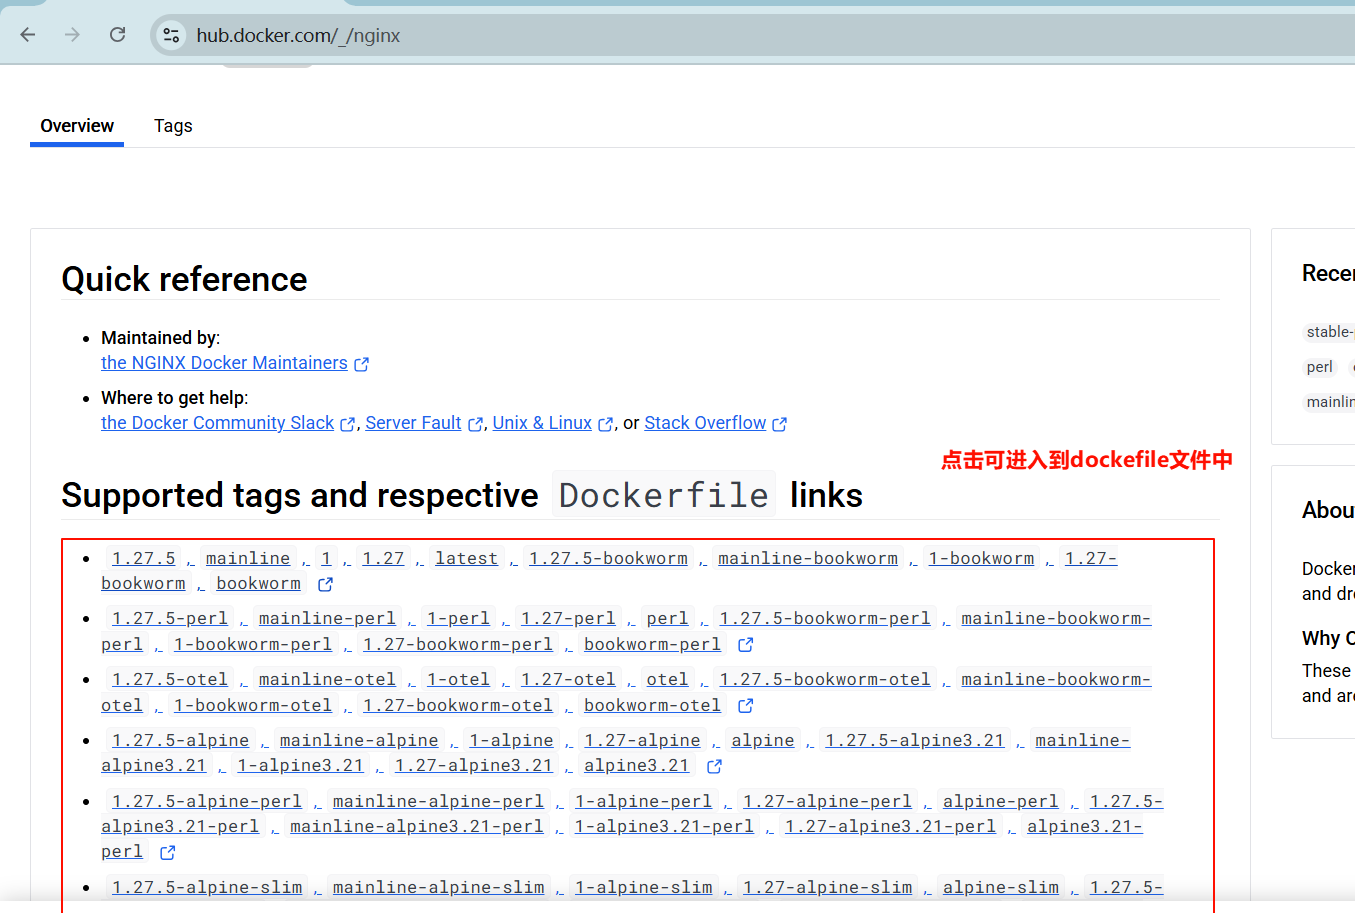 hub.docker.com/_/nginx
Overview Tags
Quick reference
Maintained by:
the NGINX Docker Maintainers
Where to get help:
the Docker Community Slack, Server Fault, Unix & Linux, or Stack Overflow
点击可进入到dockefile文件中
Supported tags and respective Dockerfile links
1.27.5, mainline, 1, 1.27, latest, 1.27.5-bookworm, mainline-bookworm, 1-bookworm, 1.27-
bookworm, bookworm
1.27.5-perl, mainline-perl, 1-perl, 1.27-perl, perl, 1.27.5-bookworm-perl, mainline-bookworm-
perl, 1-bookworm-perl, 1.27-bookworm-perl, bookworm-perl
1.27.5-otel, mainline-otel, 1-otel, 1.27-otel, otel, 1.27.5-bookworm-otel, mainline-bookworm-
otel, 1-bookworm-otel, 1.27-bookworm-otel, bookworm-otel
1.27.5-alpine, mainline-alpine, 1-alpine, 1.27-alpine, alpine, 1.27.5-alpine3.21, mainline-
alpine3.21, 1-alpine3.21, 1.27-alpine3.21, alpine3.21
1.27.5-alpine-perl, mainline-alpine-perl, 1-alpine-perl, 1.27-alpine-perl, alpine-perl, 1.27.5-
alpine3.21-perl, mainline-alpine3.21-perl, 1-alpine3.21-perl, 1.27-alpine3.21-perl, alpine3.21-
perl
1.27.5-alpine-slim, mainline-alpine-slim, 1-alpine-slim, 1.27-alpine-slim, alpine-slim, 1.27.5-
stable-
perl
These